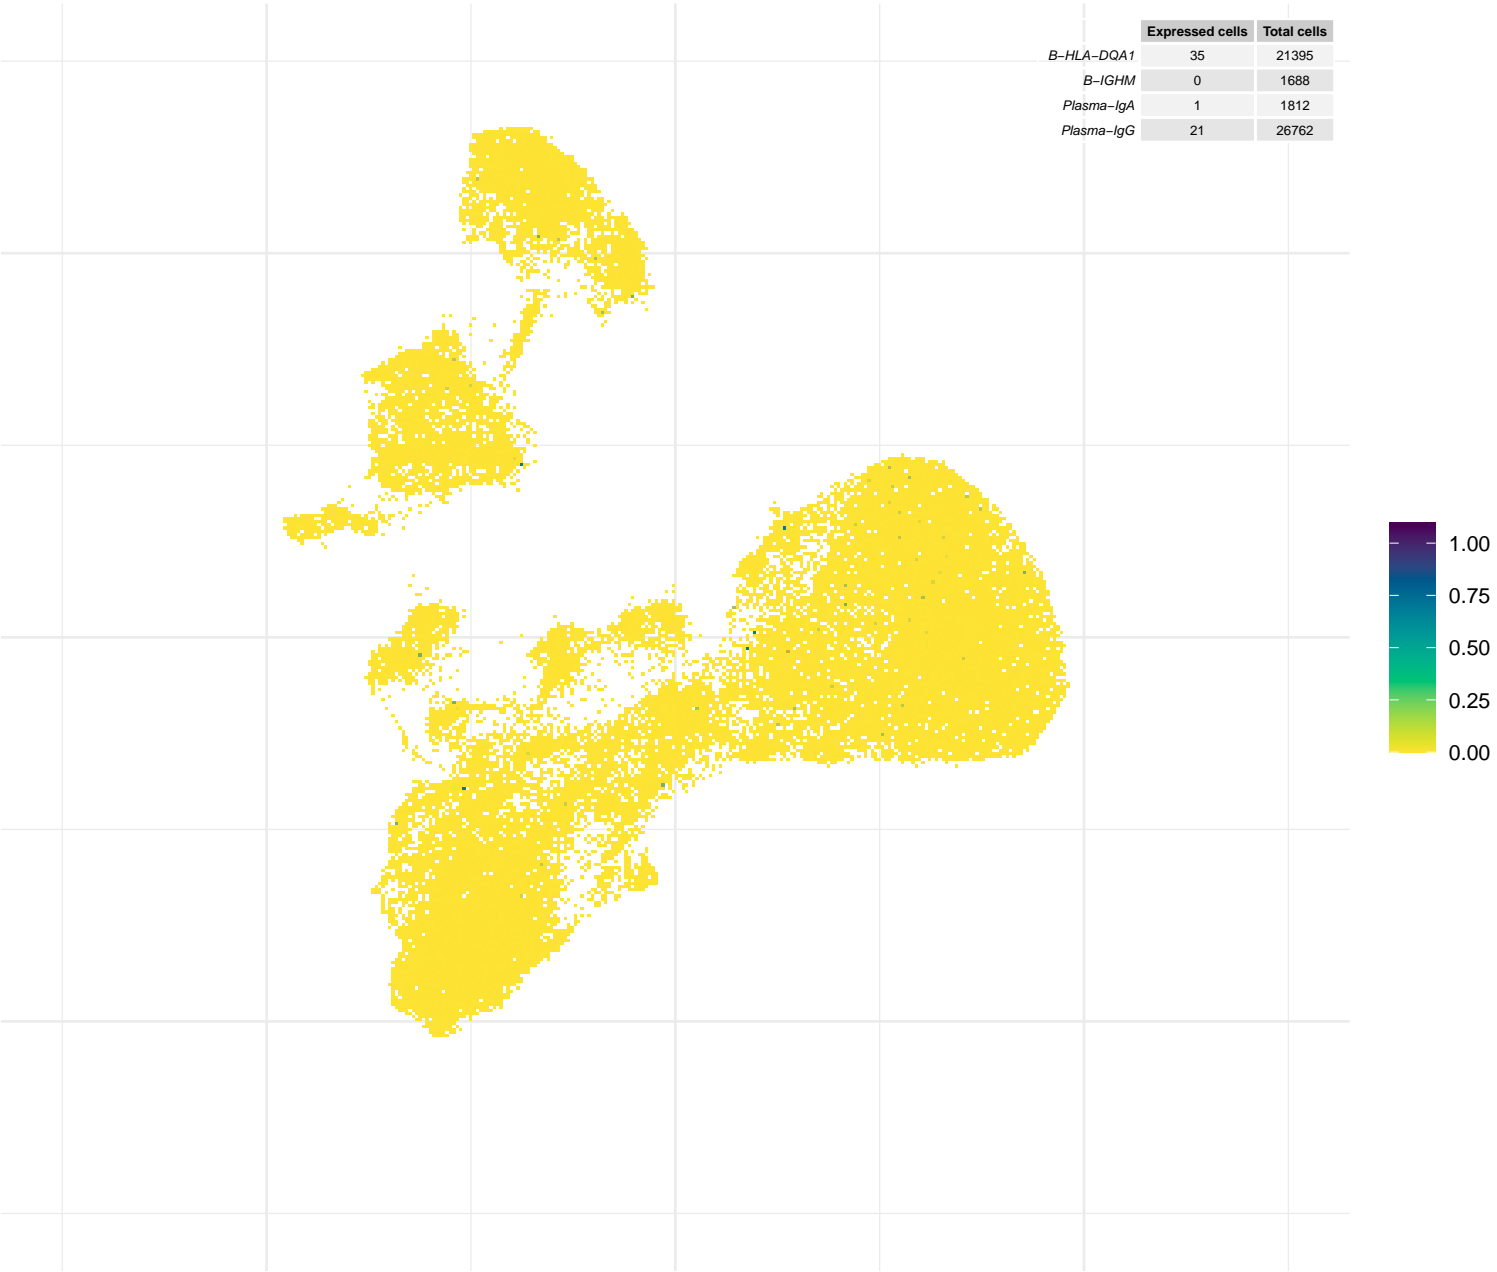 Expressed cells Total cells
B−HLA−DQA1 35 21395
B−IGHM 0 1688
Plasma−IgA 1 1812
Plasma−IgG 21 26762
1.00
0.75
0.50
0.25
0.00